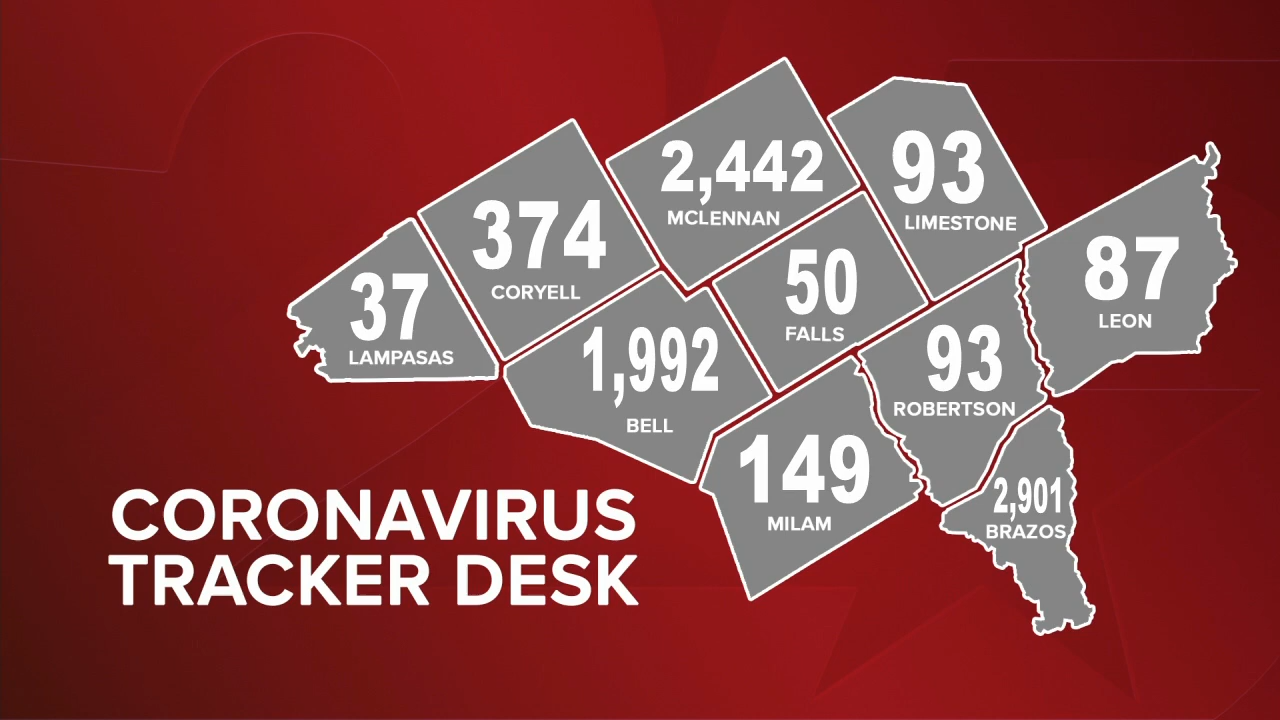 2,442
MCLENNAN
93
LIMESTONE
374
CORYELL
87
LEON
50
FALLS
37
LAMPASAS
1,992
BELL
93
ROBERTSON
149
MILAM
2,901
BRAZOS
CORONAVIRUS
TRACKER DESK